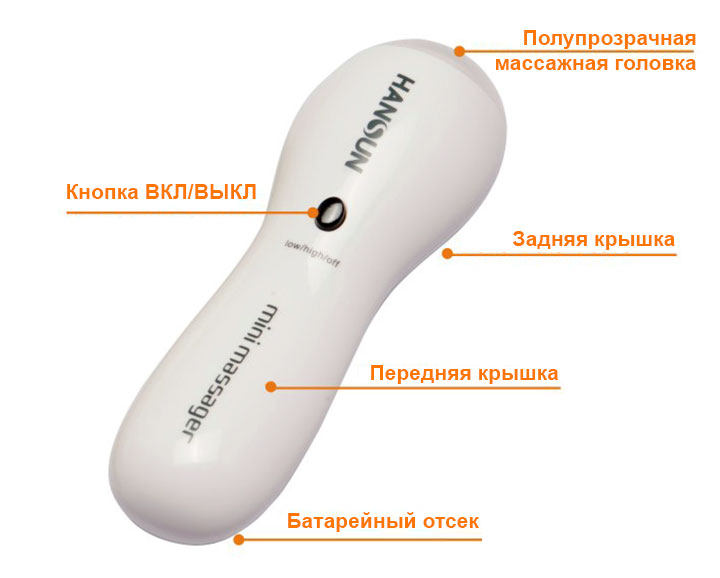 Полупрозрачная
массажная головка
HANSUN
Кнопка ВКЛ/ВЫКЛ
low/high/off
Задняя крышка
mini massager
Передняя крышка
Батарейный отсек